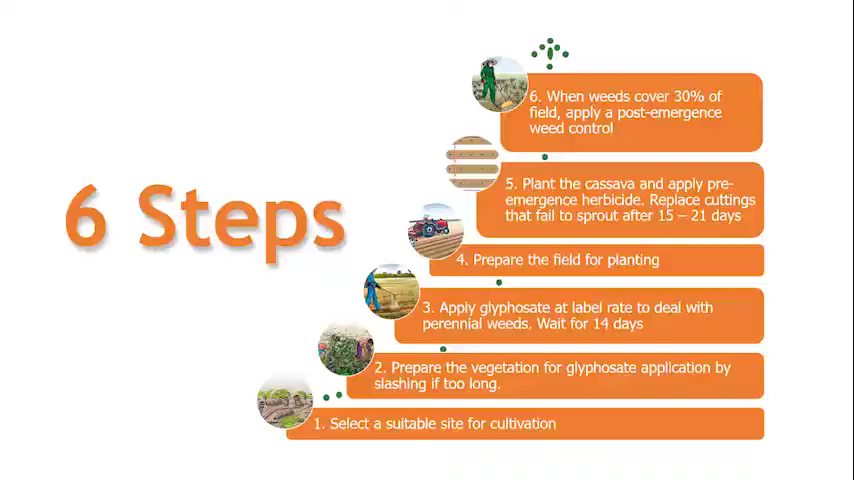 6 Steps
6. When weeds cover 30% of
field, apply a post-emergence
weed control
5. Plant the cassava and apply pre-
emergence herbicide. Replace cuttings
that fail to sprout after 15 – 21 days
4. Prepare the field for planting
3. Apply glyphosate at label rate to deal with
perennial weeds. Wait for 14 days
2. Prepare the vegetation for glyphosate application by
slashing if too long.
1. Select a suitable site for cultivation